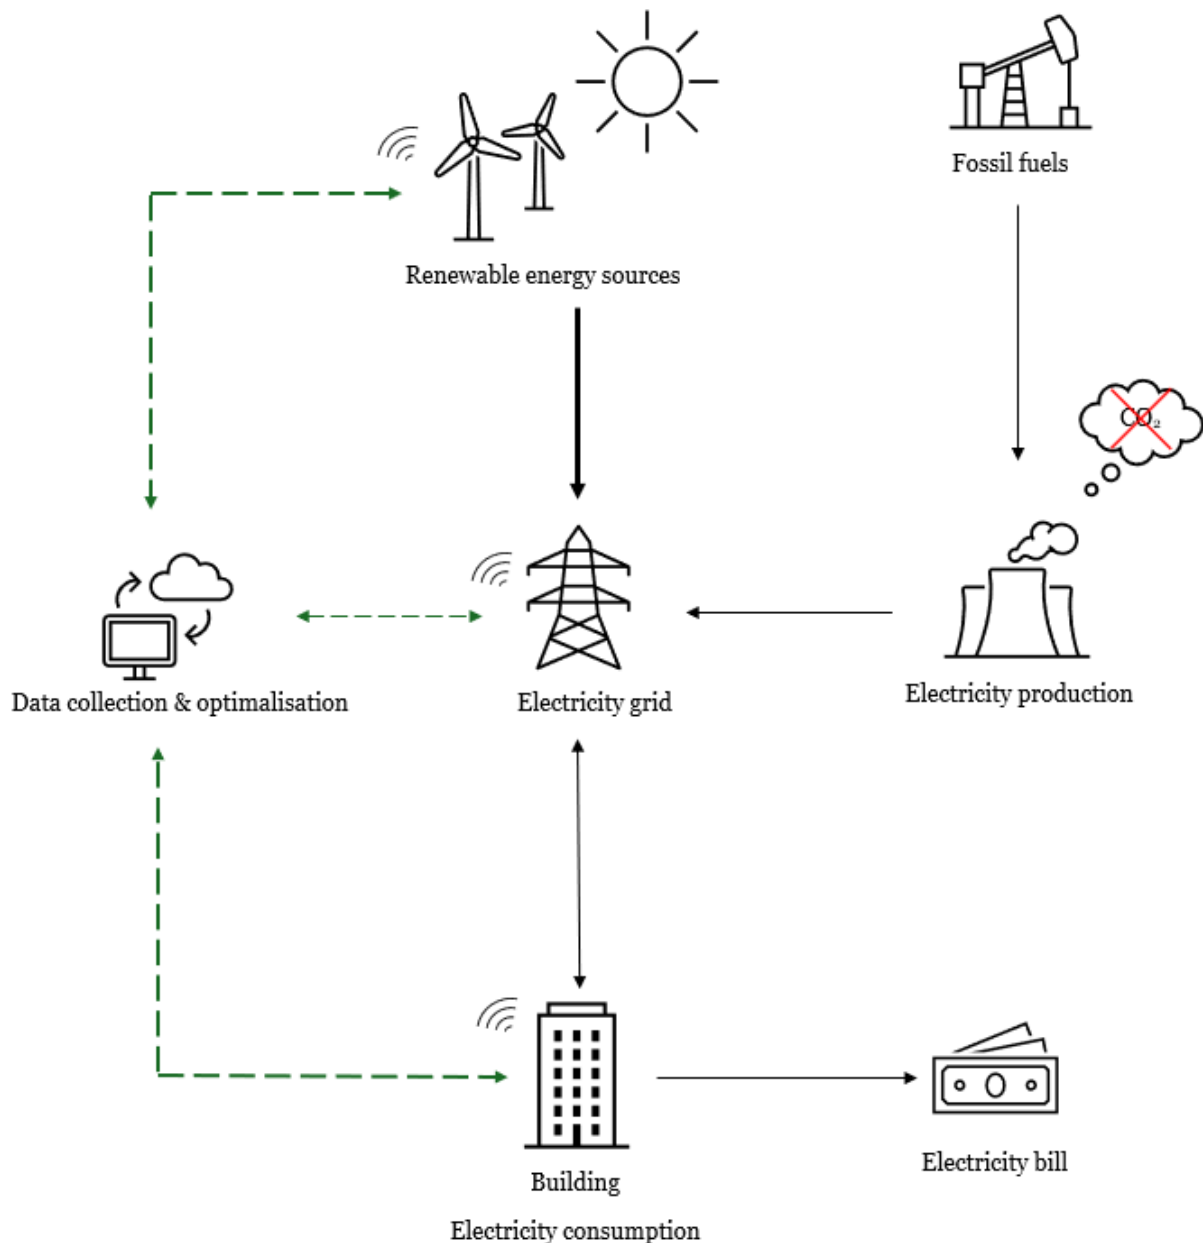 Fossil fuels
Renewable energy sources
CO₂
Data collection & optimalisation
Electricity grid
Electricity production
Building
Electricity consumption
Electricity bill